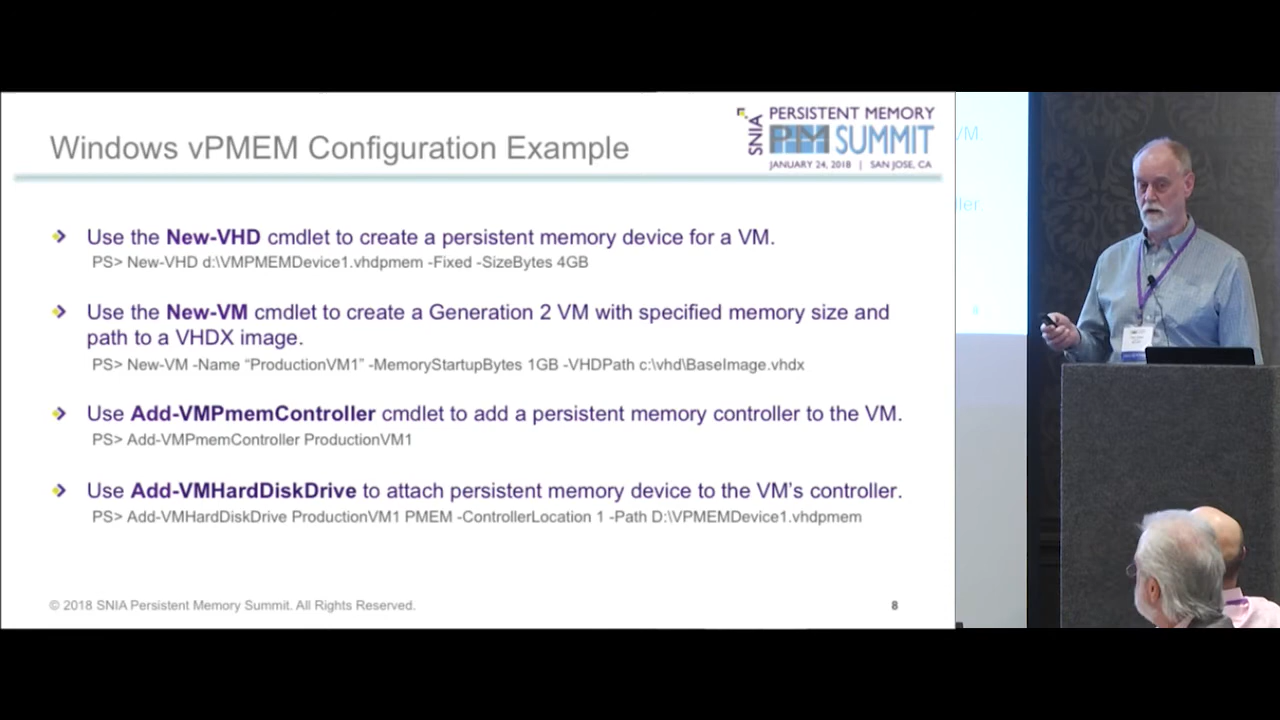 Windows vPMEM Configuration Example
SNIA
PERSISTENT MEMORY
PM SUMMIT
JANUARY 24, 2018 | SAN JOSE, CA
Use the New-VHD cmdlet to create a persistent memory device for a VM.
PS> New-VHD d:\VMPMEMDevice1.vhdpmem -Fixed -SizeBytes 4GB
Use the New-VM cmdlet to create a Generation 2 VM with specified memory size and
path to a VHDX image.
PS> New-VM -Name “ProductionVM1” -MemoryStartupBytes 1GB -VHDPath c:\vhd\BaseImage.vhdx
Use Add-VMPmemController cmdlet to add a persistent memory controller to the VM.
PS> Add-VMPmemController ProductionVM1
Use Add-VMHardDiskDrive to attach persistent memory device to the VM’s controller.
PS> Add-VMHardDiskDrive ProductionVM1 PMEM -ControllerLocation 1 -Path D:\VPMEMDevice1.vhdpmem
© 2018 SNIA Persistent Memory Summit. All Rights Reserved.
8